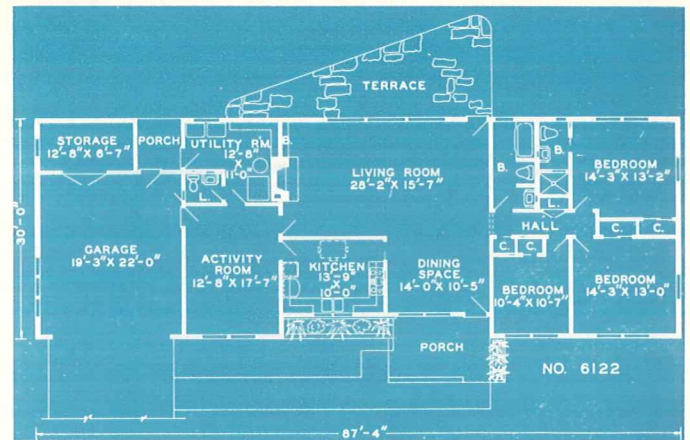 TERRACE
STORAGE
12'-8" X 6'-7"
PORCH
UTILITY RM.
12'-8"
X
11'-0"
B.
LIVING ROOM
28'-2" X 15'-7"
B.
B.
BEDROOM
14'-3" X 13'-2"
L.
L.
HALL
C.
C.
C.
C.
30'-0"
GARAGE
19'-3" X 22'-0"
ACTIVITY
ROOM
12'-8" X 17'-7"
KITCHEN
13'-9"
X
10'-0"
DINING
SPACE
14'-0" X 10'-5"
BEDROOM
10'-4" X 10'-7"
BEDROOM
14'-3" X 13'-0"
PORCH
NO. 6122
87'-4"